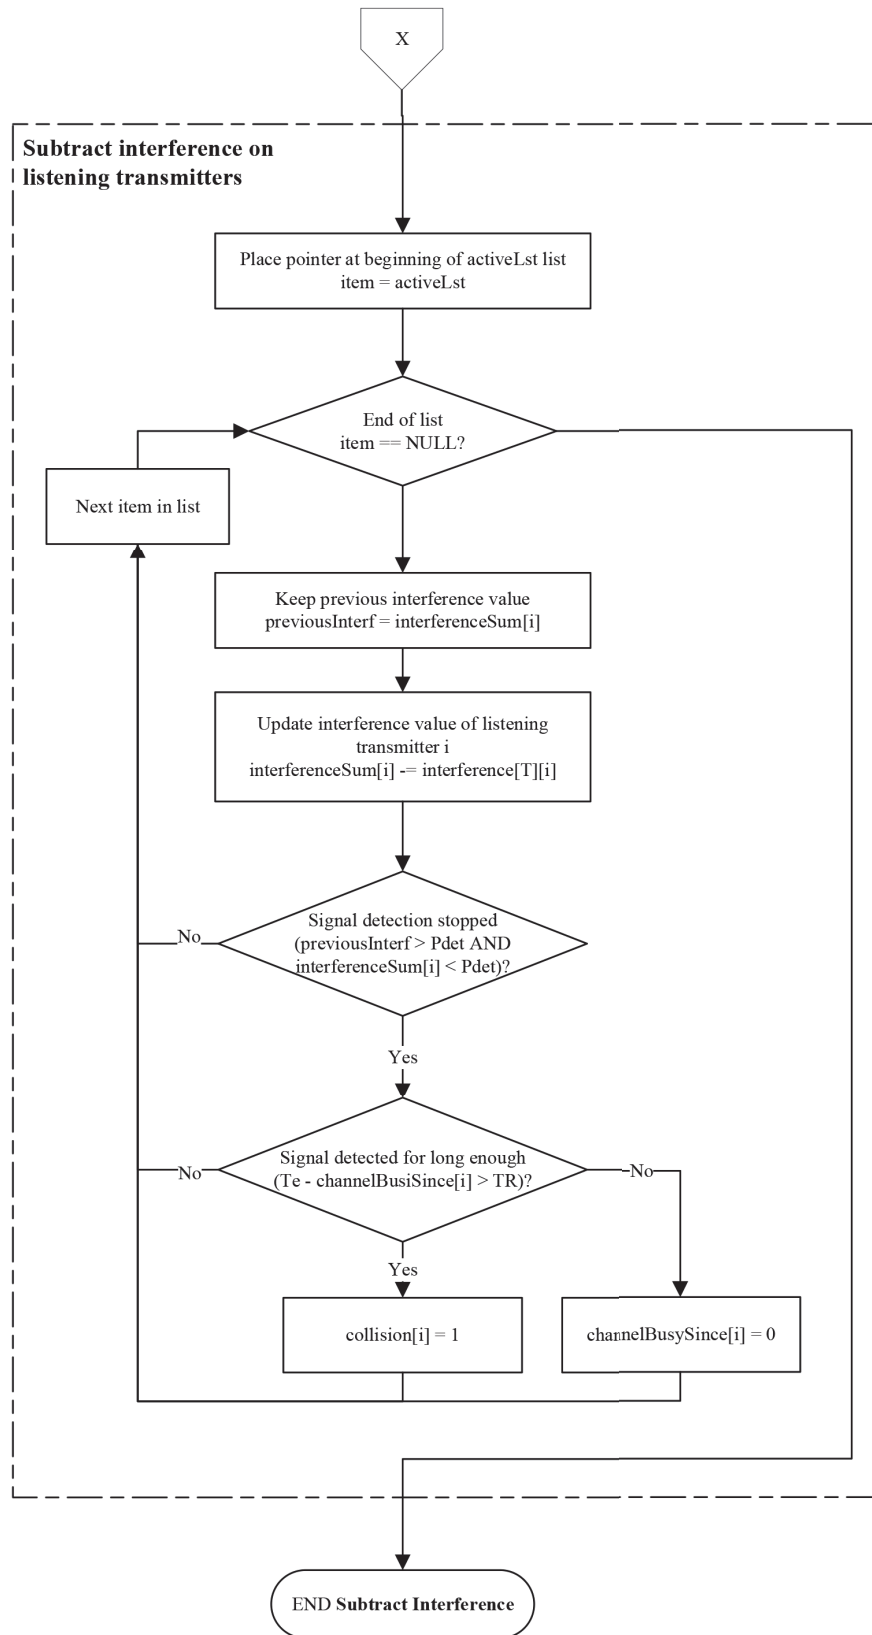 X
Subtract interference on
listening transmitters
Place pointer at beginning of activeLst list
item = activeLst
End of list
item == NULL?
Next item in list
Keep previous interference value
previousInterf = interferenceSum[i]
Update interference value of listening
transmitter i
interferenceSum[i] -= interference[T][i]
Signal detection stopped
(previousInterf > Pdet AND
interferenceSum[i] < Pdet)?
No
Yes
Signal detected for long enough
(Te - channelBusiSince[i] > TR)?
No
No
Yes
collision[i] = 1
channelBusySince[i] = 0
END Subtract Interference